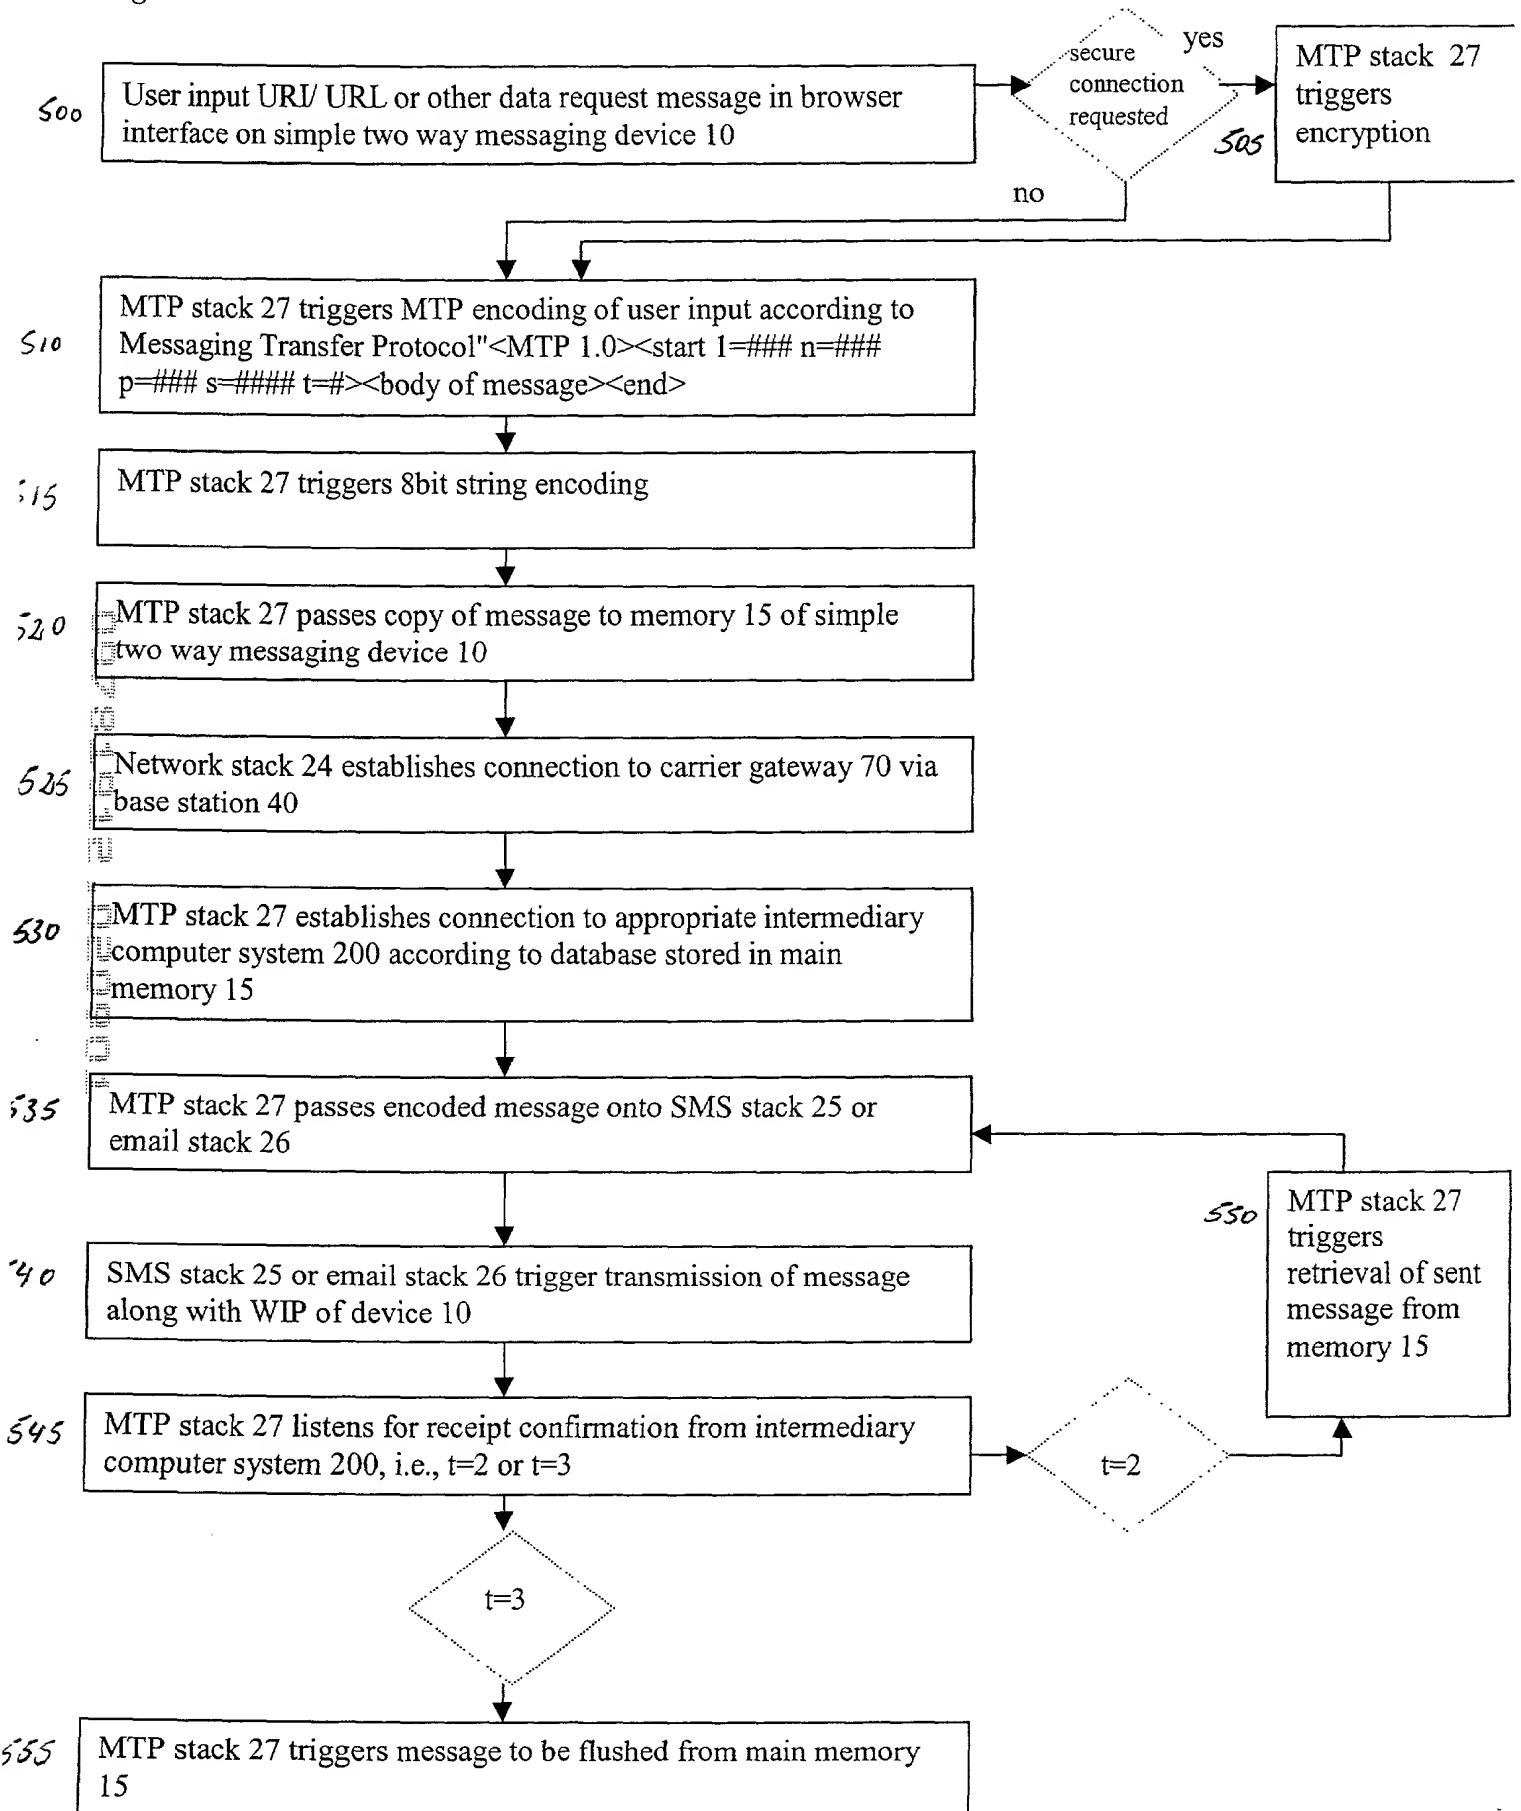 500
User input URI/ URL or other data request message in browser
interface on simple two way messaging device 10
secure
connection
requested
yes
no
505
MTP stack 27
triggers
encryption
510
MTP stack 27 triggers MTP encoding of user input according to
Messaging Transfer Protocol"<MTP 1.0><start 1=### n=###
p=### s=#### t=#><body of message><end>
515
MTP stack 27 triggers 8bit string encoding
520
MTP stack 27 passes copy of message to memory 15 of simple
two way messaging device 10
525
Network stack 24 establishes connection to carrier gateway 70 via
base station 40
530
MTP stack 27 establishes connection to appropriate intermediary
computer system 200 according to database stored in main
memory 15
535
MTP stack 27 passes encoded message onto SMS stack 25 or
email stack 26
550
MTP stack 27
triggers
retrieval of sent
message from
memory 15
40
SMS stack 25 or email stack 26 trigger transmission of message
along with WIP of device 10
545
MTP stack 27 listens for receipt confirmation from intermediary
computer system 200, i.e., t=2 or t=3
t=2
t=3
555
MTP stack 27 triggers message to be flushed from main memory
15